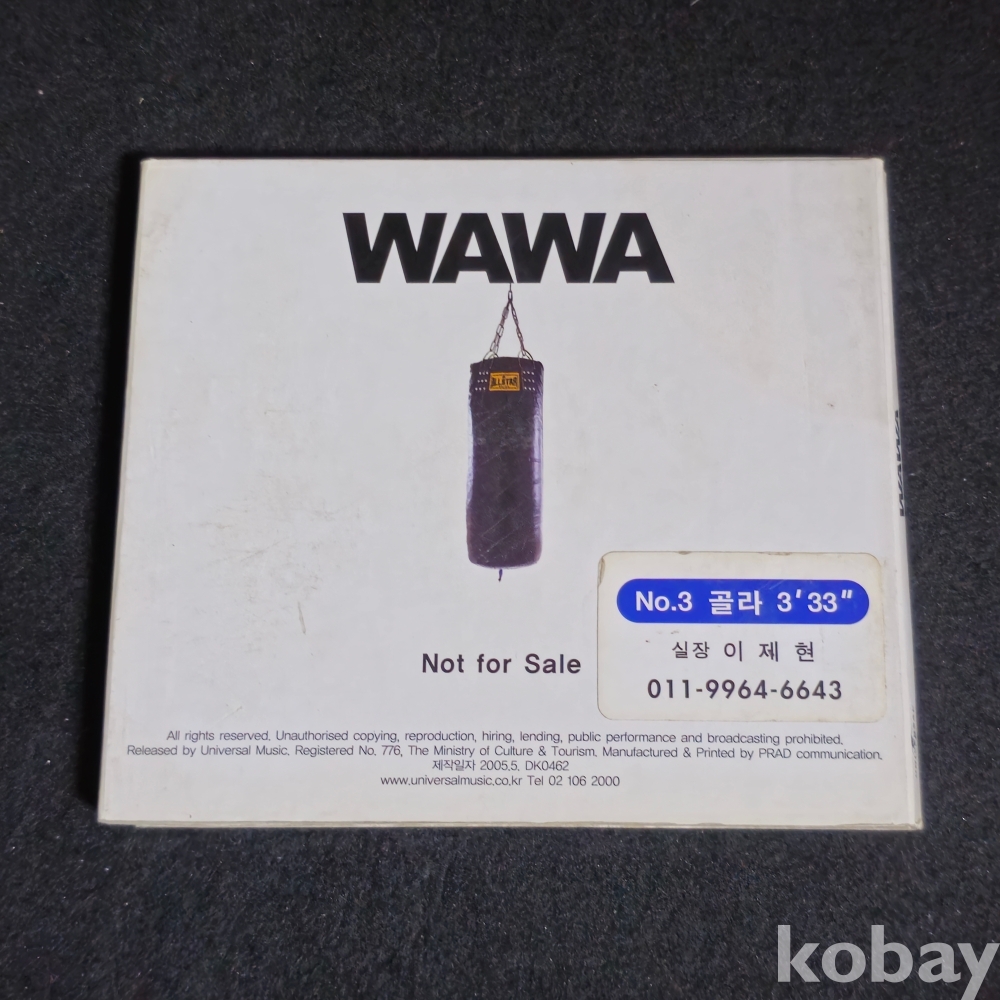 WAWA
ALLSTAR
WAWA
No.3 골라 3'33"
실장 이 제 현
011-9964-6643
Not for Sale
All rights reserved. Unauthorised copying, reproduction, hiring, lending, public performance and broadcasting prohibited.
Released by Universal Music. Registered No. 776, The Ministry of Culture & Tourism. Manufactured & Printed by PRAD communication.
제작일자 2005.5. DK0462
www.universalmusic.co.kr Tel 02 106 2000
kobay